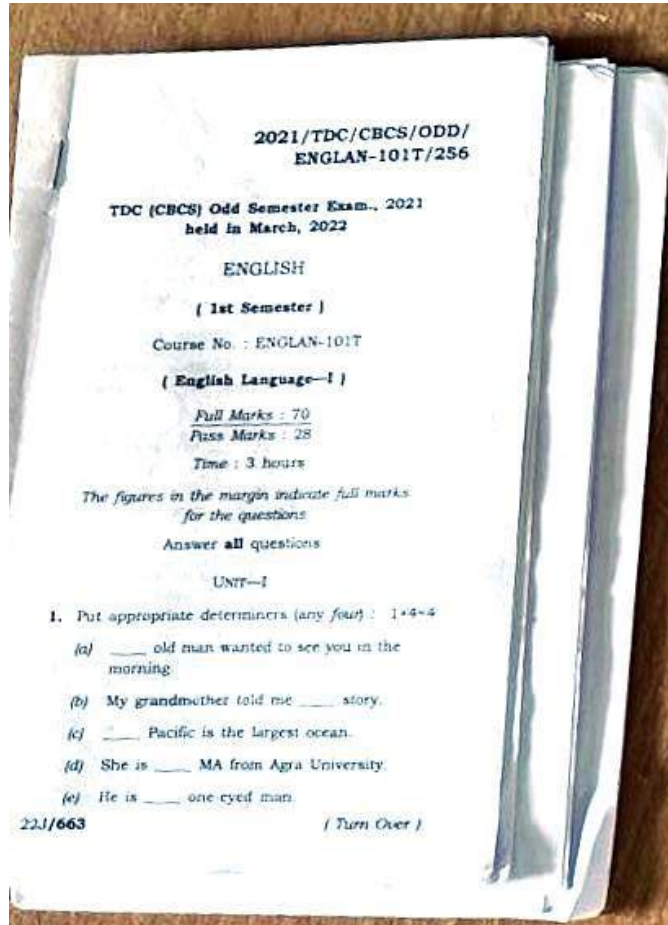 2021/TDC/CBCS/ODD/
ENGLAN-101T/256
TDC (CBCS) Odd Semester Exam., 2021
held in March, 2022
ENGLISH
( 1st Semester )
Course No. : ENGLAN-101T
( English Language—I )
Full Marks : 70
Pass Marks : 28
Time : 3 hours
The figures in the margin indicate full marks
for the questions
Answer all questions
UNIT—I
1. Put appropriate determiners (any four) : 1×4=4
(a) ____ old man wanted to see you in the
morning.
(b) My grandmother told me ____ story.
(c) ____ Pacific is the largest ocean.
(d) She is ____ MA from Agra University.
(e) He is ____ one-eyed man.
22J/663
( Turn Over )